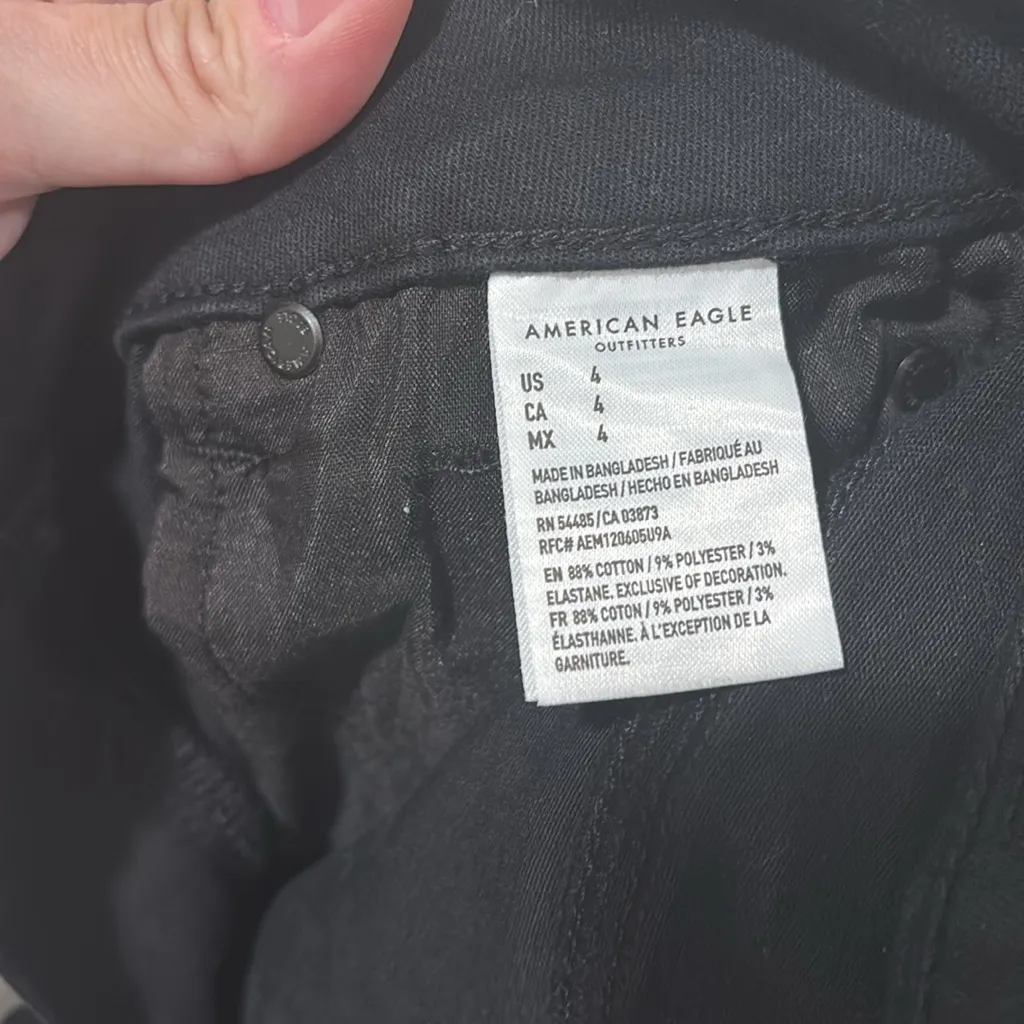 AMERICAN EAGLE
OUTFITTERS
US 4
CA 4
MX 4
MADE IN BANGLADESH / FABRIQUÉ AU
BANGLADESH / HECHO EN BANGLADESH
RN 54485 / CA 03873
RFC# AEM120605U9A
EN 88% COTTON / 9% POLYESTER / 3%
ELASTANE, EXCLUSIVE OF DECORATION.
FR 88% COTON / 9% POLYESTER / 3%
ÉLASTHANNE, À L'EXCEPTION DE LA
GARNITURE.